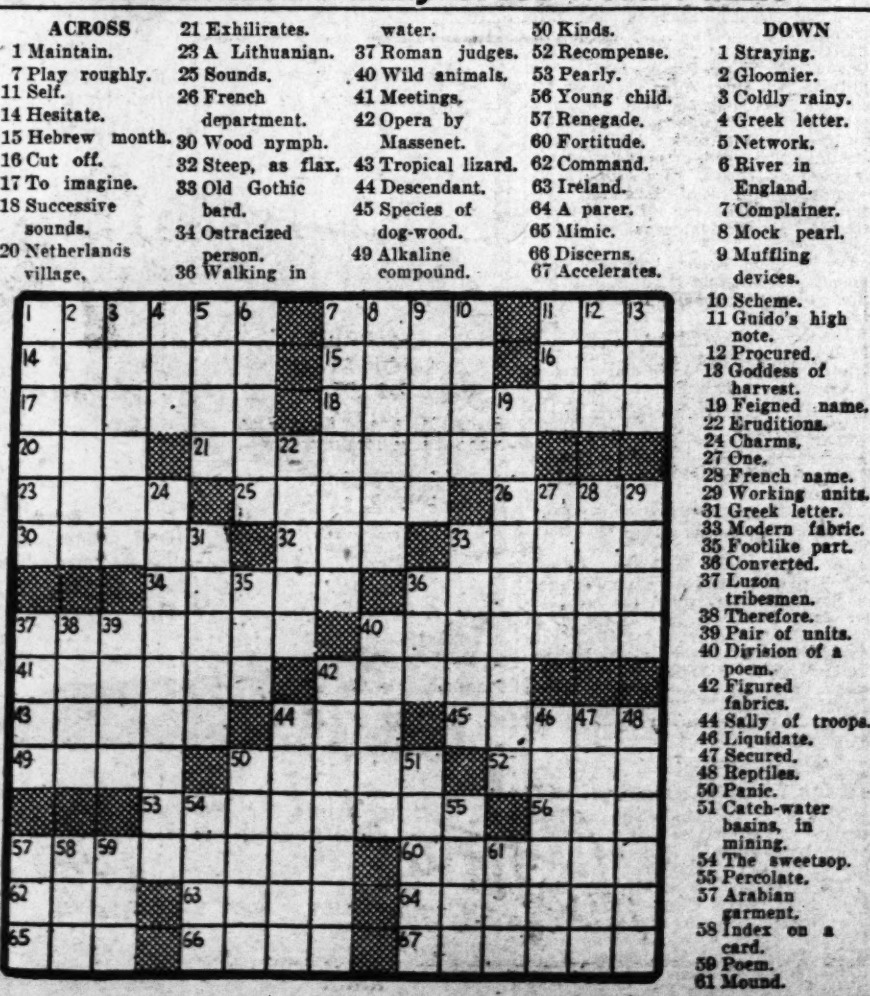 ACROSS
1 Maintain.
7 Play roughly.
11 Self.
14 Hesitate.
15 Hebrew month.
16 Cut off.
17 To imagine.
18 Successive
sounds.
20 Netherlands
village.
21 Exhilirates.
23 A Lithuanian.
25 Sounds.
26 French
department.
30 Wood nymph.
32 Steep, as flax.
33 Old Gothic
bard.
34 Ostracized
person.
36 Walking in
water.
37 Roman judges.
40 Wild animals.
41 Meetings.
42 Opera by
Massenet.
43 Tropical lizard.
44 Descendant.
45 Species of
dog-wood.
49 Alkaline
compound.
50 Kinds.
52 Recompense.
53 Pearly.
56 Young child.
57 Renegade.
60 Fortitude.
62 Command.
63 Ireland.
64 A parer.
65 Mimic.
66 Discerns.
67 Accelerates.
DOWN
1 Straying.
2 Gloomier.
3 Coldly rainy.
4 Greek letter.
5 Network.
6 River in
England.
7 Complainer.
8 Mock pearl.
9 Muffling
devices.
10 Scheme.
11 Guido's high
note.
12 Procured.
13 Goddess of
harvest.
19 Feigned name.
22 Eruditions.
24 Charms.
27 One.
28 French name.
29 Working units.
31 Greek letter.
33 Modern fabric.
35 Footlike part.
36 Converted.
37 Luzon
tribesmen.
38 Therefore.
39 Pair of units.
40 Division of a
poem.
42 Figured
fabrics.
44 Sally of troops.
46 Liquidate.
47 Secured.
48 Reptiles.
50 Panic.
51 Catch-water
basins, in
mining.
54 The sweetsop.
55 Percolate.
57 Arabian
garment.
58 Index on a
card.
59 Poem.
61 Mound.
1 2 3 4 5 6 7 8 9 10 11 12 13
14 15 16
17 18 19
20 21 22
23 24 25 26 27 28 29
30 31 32 33
34 35 36
37 38 39 40
41 42
43 44 45 46 47 48
49 50 51 52
53 54 55 56
57 58 59 60 61
62 63 64
65 66 67